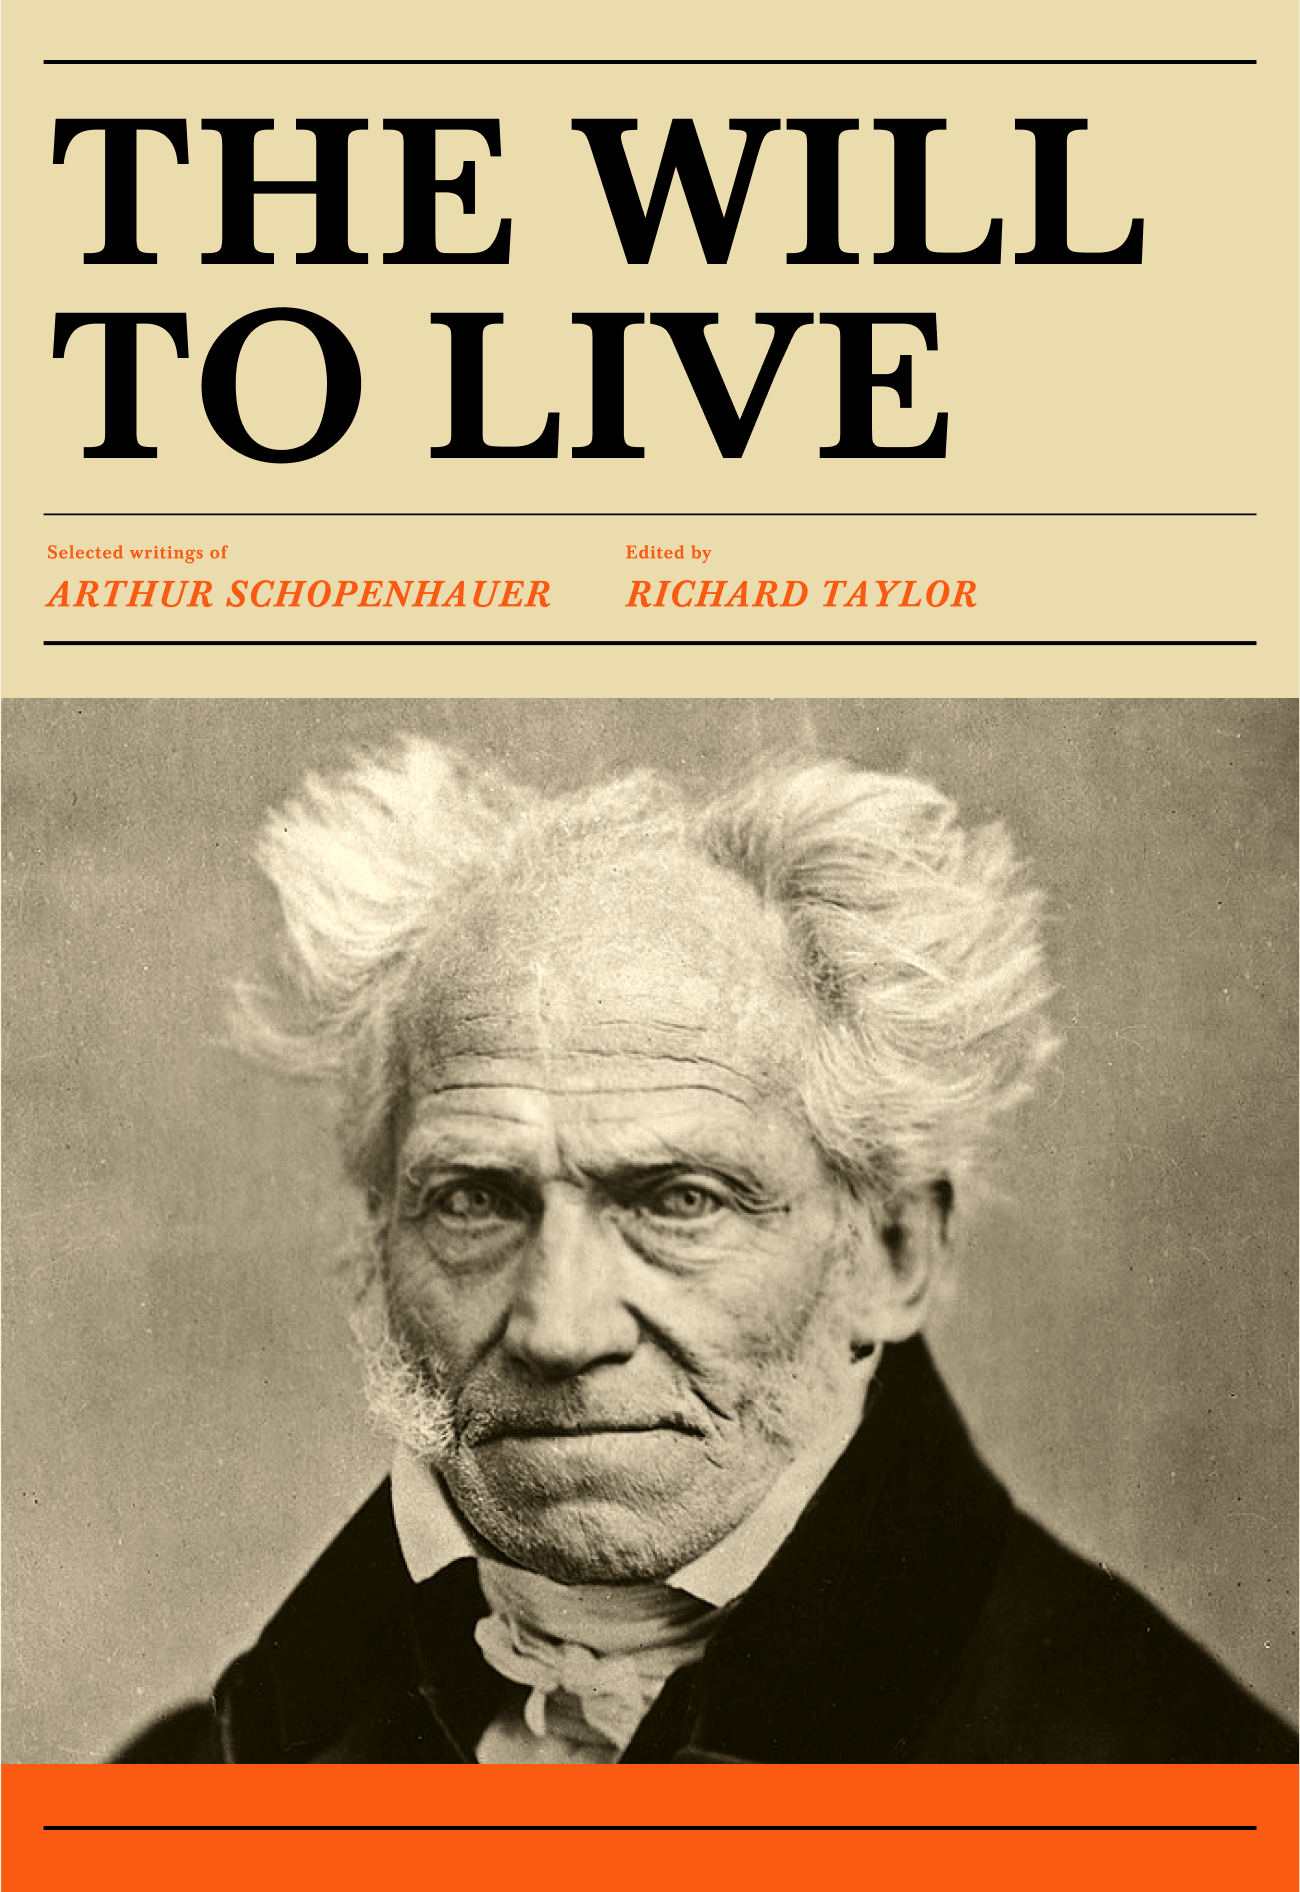 THE WILL
TO LIVE
Selected writings of
ARTHUR SCHOPENHAUER
Edited by
RICHARD TAYLOR